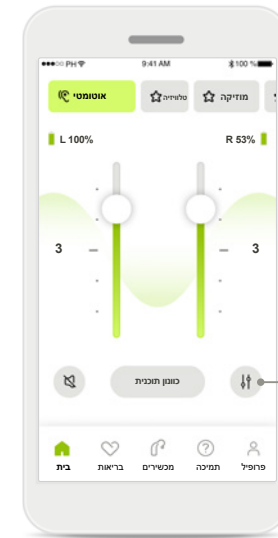 PH 9:41 AM 100 %
אוטומטי טלוויזיה מוזיקה
L 100% R 53%
3 3
כוונון תוכנית
בית בריאות מכשירים תמיכה פרופיל